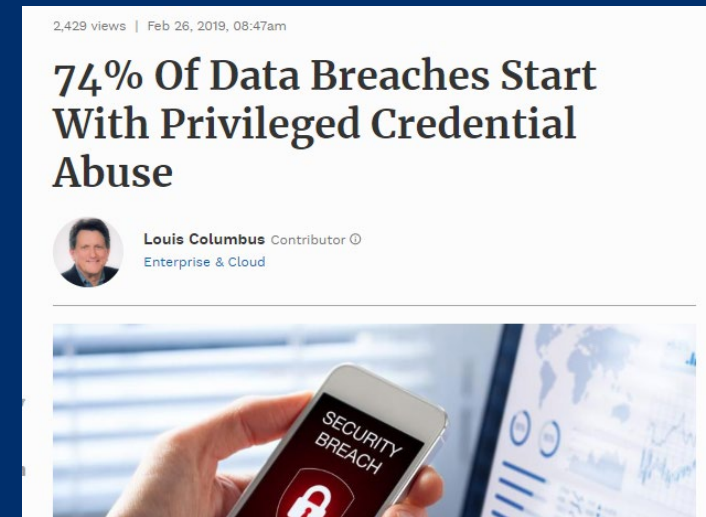 2,429 views | Feb 26, 2019, 08:47am
74% Of Data Breaches Start
With Privileged Credential
Abuse
Louis Columbus Contributor
Enterprise & Cloud
SECURITY
BREACH